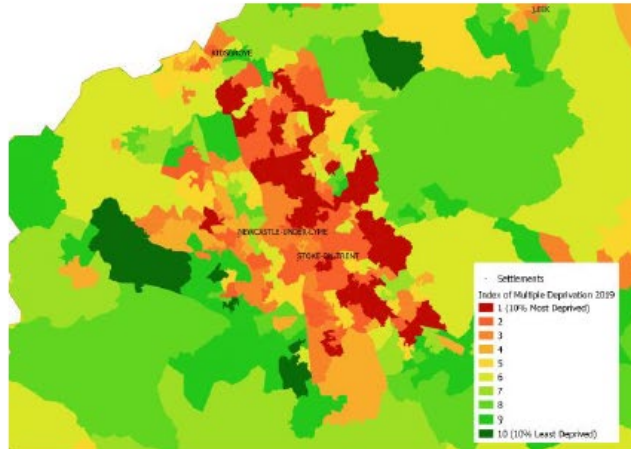 LEEK
KIDSGROVE
NEWCASTLE-UNDER-LYME
STOKE-ON-TRENT
Settlements
Index of Multiple Deprivation 2019
1 (10% Most Deprived)
2
3
4
5
6
7
8
9
10 (10% Least Deprived)